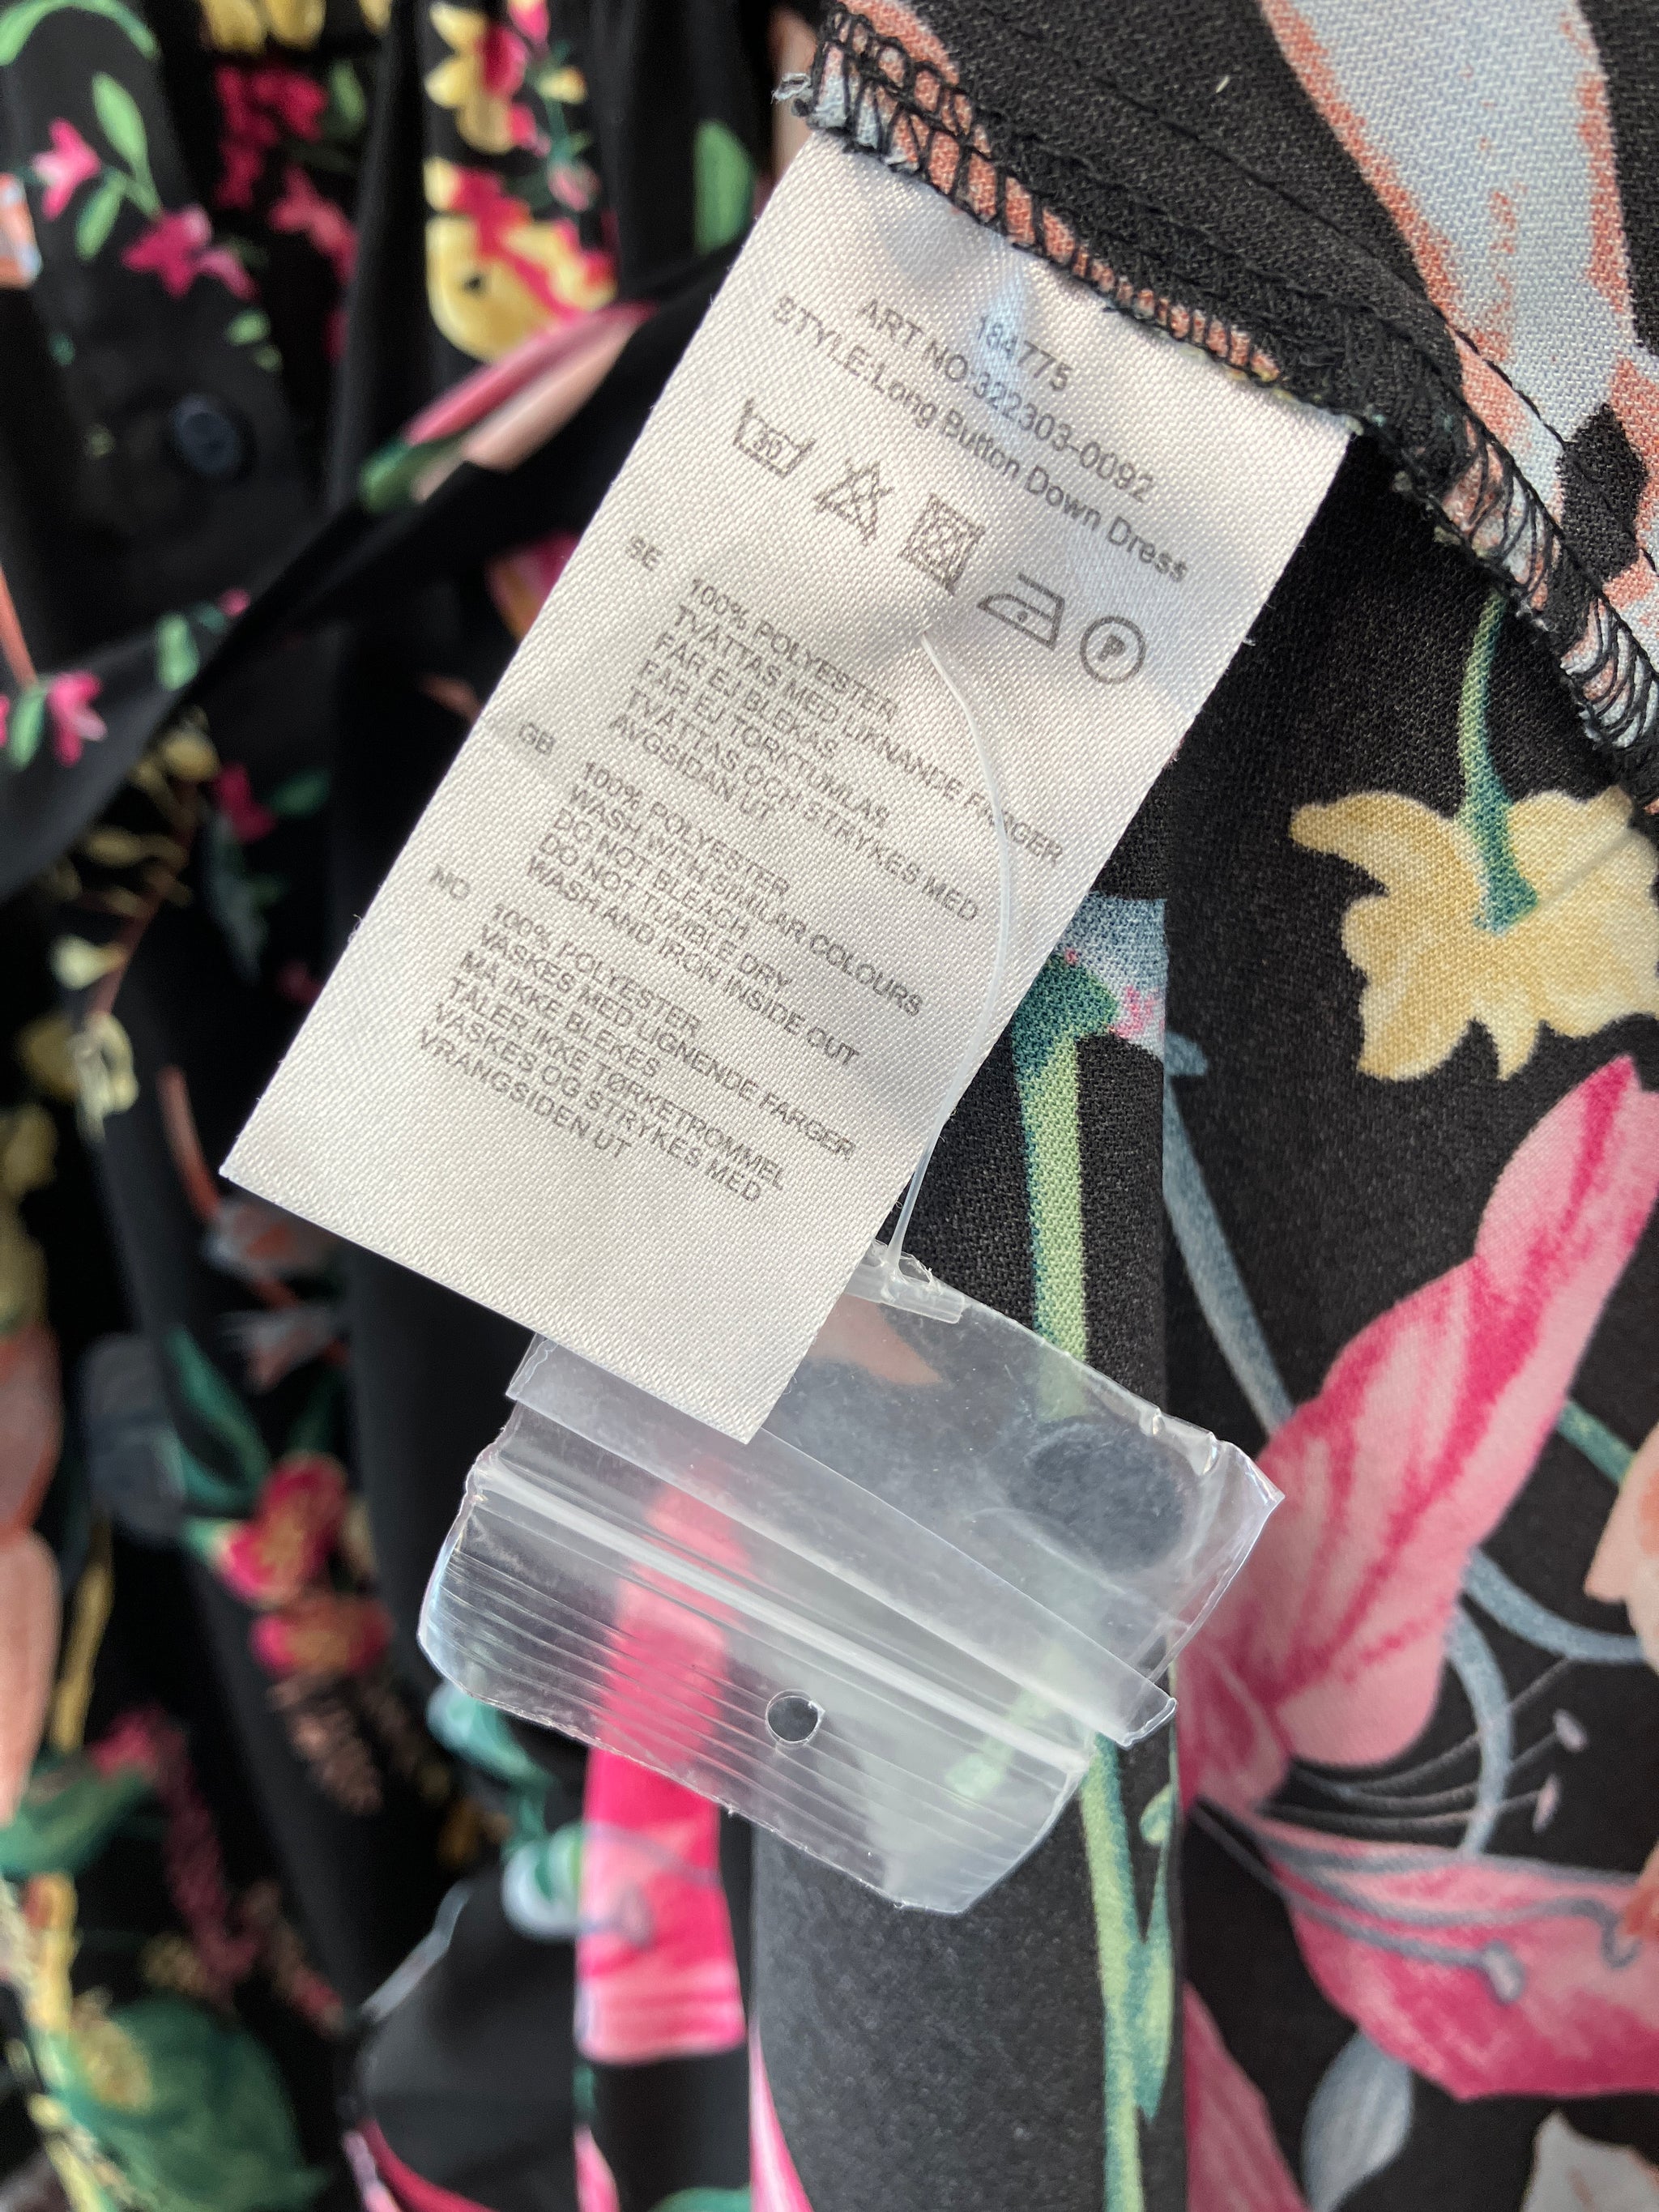 184775
ART NO:322303-0092
STYLE:Long Button Down Dress
30
P
SE
100% POLYESTER
TVÄTTAS MED LIKNANDE FÄRGER
FÅR EJ BLEKAS
FÅR EJ TORKTUMLAS,
TVÄTTAS OCH STRYKES MED
AVGSIDAN UT
GB
100% POLYESTER
WASH WITH SIMILAR COLOURS
DO NOT BLEACH
DO NOT TUMBLE DRY
WASH AND IRON INSIDE OUT
NO
100% POLYESTER
VASKES MED LIGNENDE FARGER
MÅ IKKE BLEKES
TÅLER IKKE TØRKETROMMEL
VASKES OG STRYKES MED
VRANGSIDEN UT